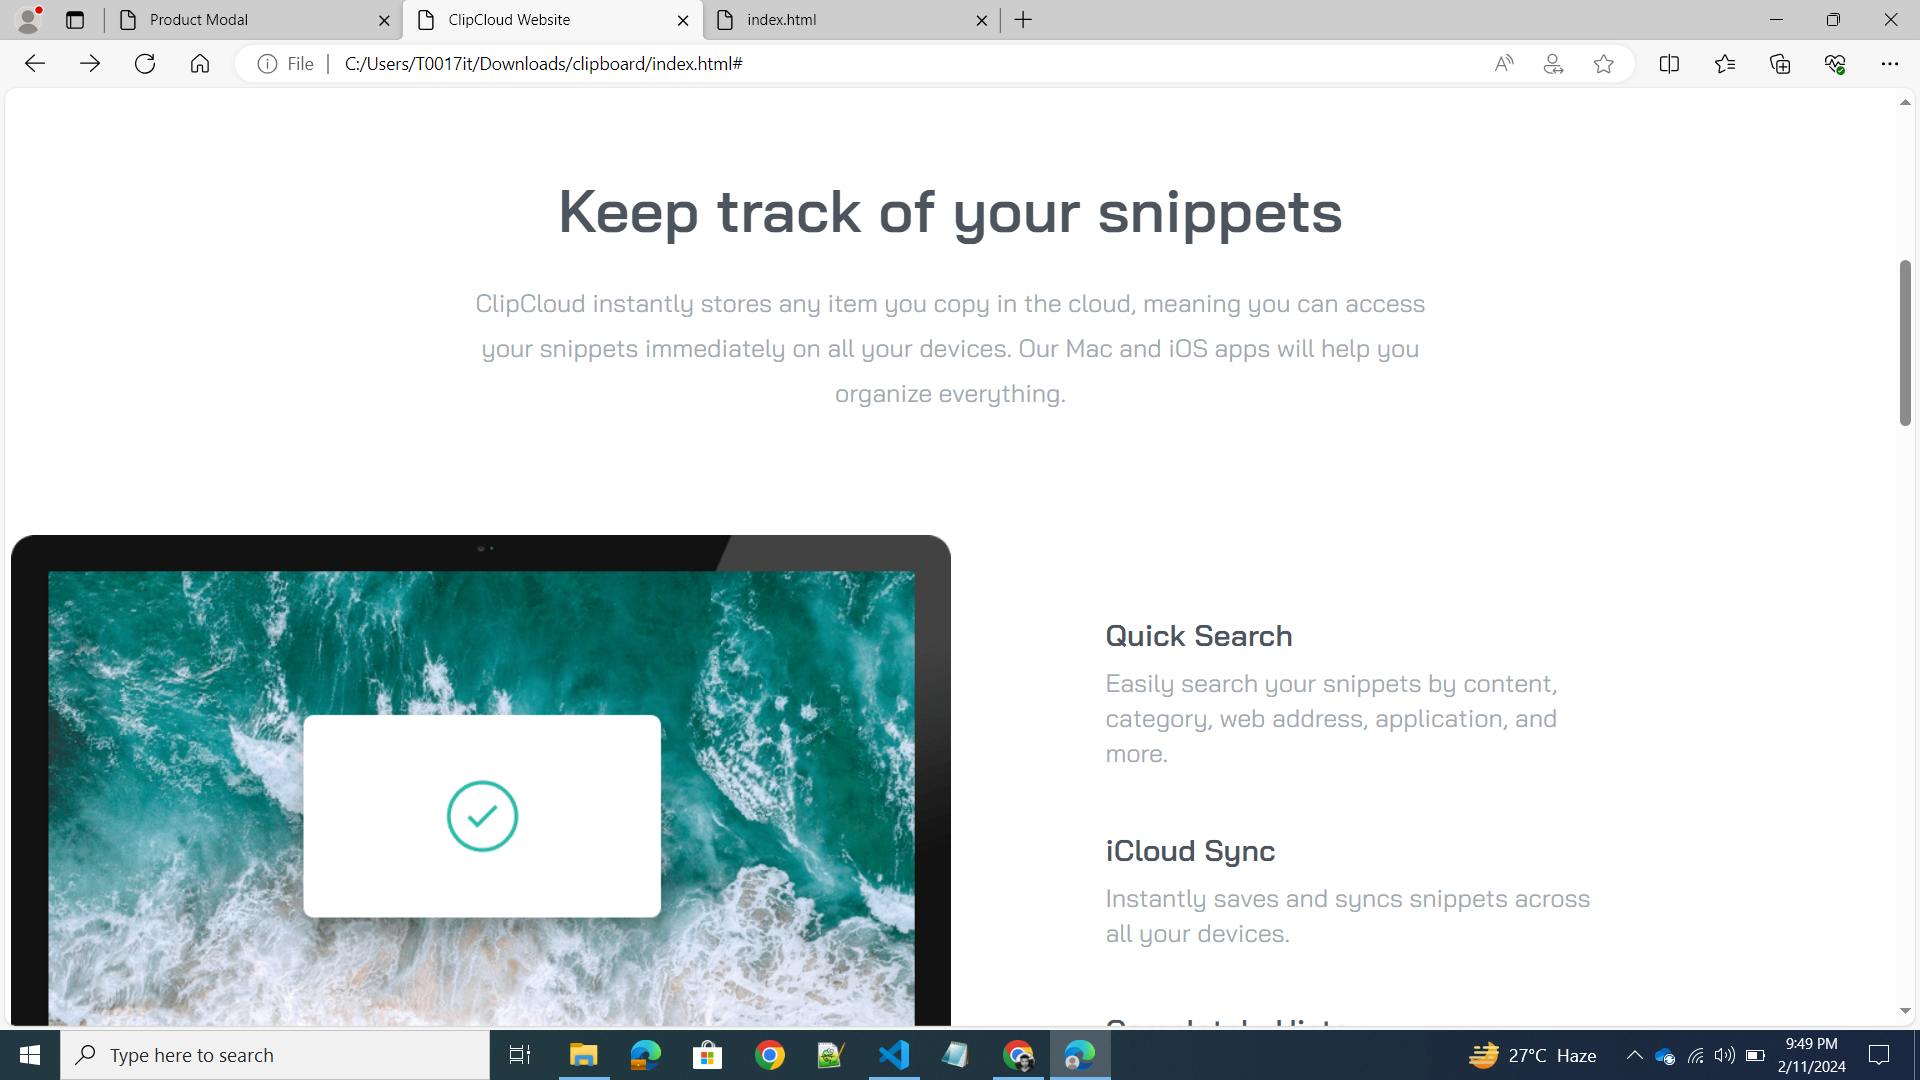 Product Modal
ClipCloud Website
index.html
File
C:/Users/T0017it/Downloads/clipboard/index.html#
Keep track of your snippets
ClipCloud instantly stores any item you copy in the cloud, meaning you can access
your snippets immediately on all your devices. Our Mac and iOS apps will help you
organize everything.
Quick Search
Easily search your snippets by content,
category, web address, application, and
more.
iCloud Sync
Instantly saves and syncs snippets across
all your devices.
Type here to search
27°C Haze
9:49 PM
2/11/2024